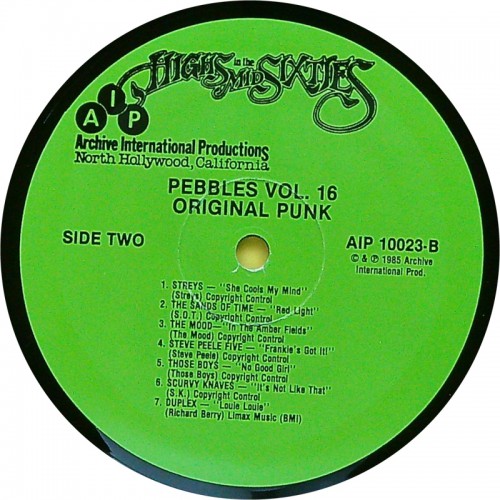 HIGHS in the MID SIXTIES
AIP
Archive International Productions
North Hollywood, California
PEBBLES VOL. 16
ORIGINAL PUNK
SIDE TWO
AIP 10023-B
© & ℗ 1985 Archive
International Prod.
1. STREYS — "She Cools My Mind"
(Streys) Copyright Control
2. THE SANDS OF TIME — "Red Light"
(S.O.T.) Copyright Control
3. THE MOOD — "In The Amber Fields"
(The Mood) Copyright Control
4. STEVE PEELE FIVE — "Frankie's Got It!"
(Steve Peele) Copyright Control
5. THOSE BOYS — "No Good Girl"
(Those Boys) Copyright Control
6. SCURVY KNAVES — "It's Not Like That"
(S.K.) Copyright Control
7. DUPLEX — "Louie Louie"
(Richard Berry) Limax Music (BMI)